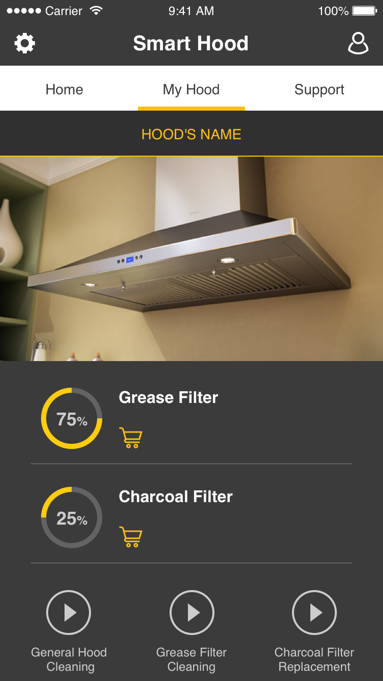 Carrier 9:41 AM 100%
Smart Hood
Home My Hood Support
HOOD'S NAME
Grease Filter
75%
Charcoal Filter
25%
General Hood Cleaning
Grease Filter Cleaning
Charcoal Filter Replacement